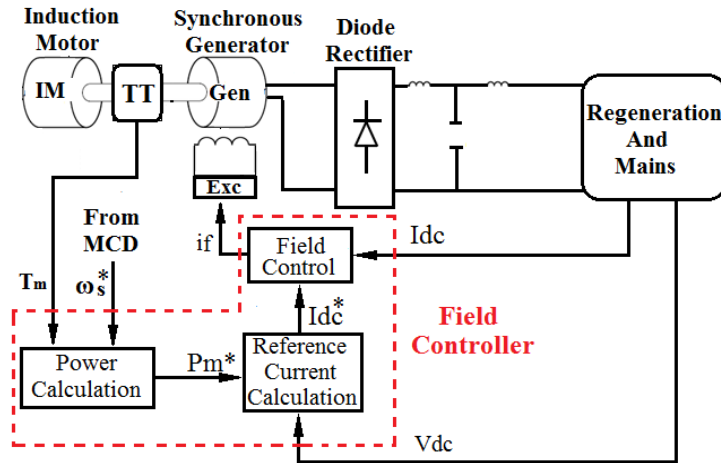 Induction
Motor
Synchronous
Generator
Diode
Rectifier
IM
TT
Gen
Regeneration
And
Mains
Exc
From
MCD
if
Field
Control
Idc
Tm
ωs*
Idc*
Field
Controller
Power
Calculation
Pm*
Reference
Current
Calculation
Vdc